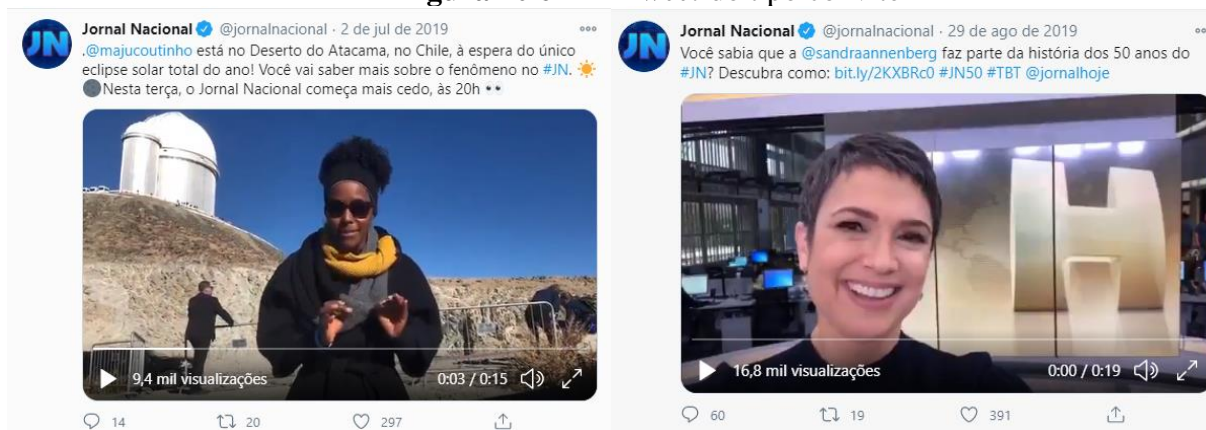 JN
Jornal Nacional @jornalnacional · 2 de jul de 2019
.@majucoutinho está no Deserto do Atacama, no Chile, à espera do único
eclipse solar total do ano! Você vai saber mais sobre o fenômeno no #JN. ☀️
🌑Nesta terça, o Jornal Nacional começa mais cedo, às 20h 👀
9,4 mil visualizações
0:03 / 0:15
14
20
297
JN
Jornal Nacional @jornalnacional · 29 de ago de 2019
Você sabia que a @sandraannenberg faz parte da história dos 50 anos do
#JN? Descubra como: bit.ly/2KXBRc0 #JN50 #TBT @jornalhoje
H
16,8 mil visualizações
0:00 / 0:19
60
19
391